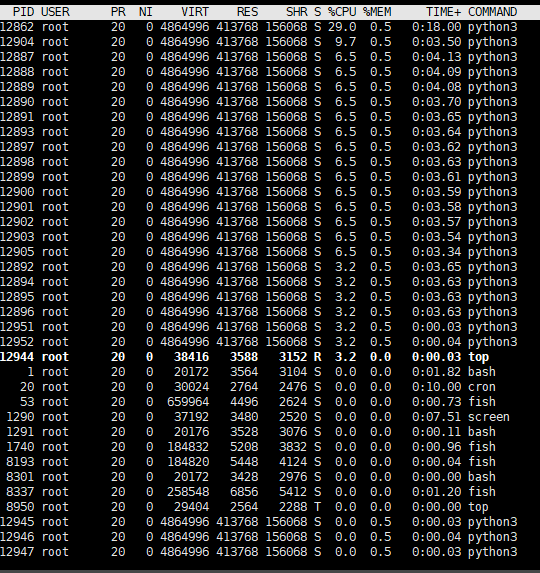 PID USER PR NI VIRT RES SHR S %CPU %MEM TIME+ COMMAND
12862 root 20 0 4864996 413768 156068 S 29.0 0.5 0:18.00 python3
12904 root 20 0 4864996 413768 156068 S 9.7 0.5 0:03.50 python3
12887 root 20 0 4864996 413768 156068 S 6.5 0.5 0:04.13 python3
12888 root 20 0 4864996 413768 156068 S 6.5 0.5 0:04.09 python3
12889 root 20 0 4864996 413768 156068 S 6.5 0.5 0:04.08 python3
12890 root 20 0 4864996 413768 156068 S 6.5 0.5 0:03.70 python3
12891 root 20 0 4864996 413768 156068 S 6.5 0.5 0:03.65 python3
12893 root 20 0 4864996 413768 156068 S 6.5 0.5 0:03.64 python3
12897 root 20 0 4864996 413768 156068 S 6.5 0.5 0:03.62 python3
12898 root 20 0 4864996 413768 156068 S 6.5 0.5 0:03.63 python3
12899 root 20 0 4864996 413768 156068 S 6.5 0.5 0:03.61 python3
12900 root 20 0 4864996 413768 156068 S 6.5 0.5 0:03.59 python3
12901 root 20 0 4864996 413768 156068 S 6.5 0.5 0:03.58 python3
12902 root 20 0 4864996 413768 156068 S 6.5 0.5 0:03.57 python3
12903 root 20 0 4864996 413768 156068 S 6.5 0.5 0:03.54 python3
12905 root 20 0 4864996 413768 156068 S 6.5 0.5 0:03.34 python3
12892 root 20 0 4864996 413768 156068 S 3.2 0.5 0:03.65 python3
12894 root 20 0 4864996 413768 156068 S 3.2 0.5 0:03.63 python3
12895 root 20 0 4864996 413768 156068 S 3.2 0.5 0:03.63 python3
12896 root 20 0 4864996 413768 156068 S 3.2 0.5 0:03.63 python3
12951 root 20 0 4864996 413768 156068 S 3.2 0.5 0:00.03 python3
12952 root 20 0 4864996 413768 156068 S 3.2 0.5 0:00.04 python3
12944 root 20 0 38416 3588 3152 R 3.2 0.0 0:00.03 top
1 root 20 0 20172 3564 3104 S 0.0 0.0 0:01.82 bash
20 root 20 0 30024 2764 2476 S 0.0 0.0 0:10.00 cron
53 root 20 0 659964 4496 2624 S 0.0 0.0 0:00.73 fish
1290 root 20 0 37192 3480 2520 S 0.0 0.0 0:07.51 screen
1291 root 20 0 20176 3528 3076 S 0.0 0.0 0:00.11 bash
1740 root 20 0 184832 5208 3832 S 0.0 0.0 0:00.96 fish
8193 root 20 0 184820 5448 4124 S 0.0 0.0 0:00.04 fish
8301 root 20 0 20172 3428 2976 S 0.0 0.0 0:00.00 bash
8337 root 20 0 258548 6856 5412 S 0.0 0.0 0:01.20 fish
8950 root 20 0 29404 2564 2288 T 0.0 0.0 0:00.00 top
12945 root 20 0 4864996 413768 156068 S 0.0 0.5 0:00.03 python3
12946 root 20 0 4864996 413768 156068 S 0.0 0.5 0:00.04 python3
12947 root 20 0 4864996 413768 156068 S 0.0 0.5 0:00.03 python3